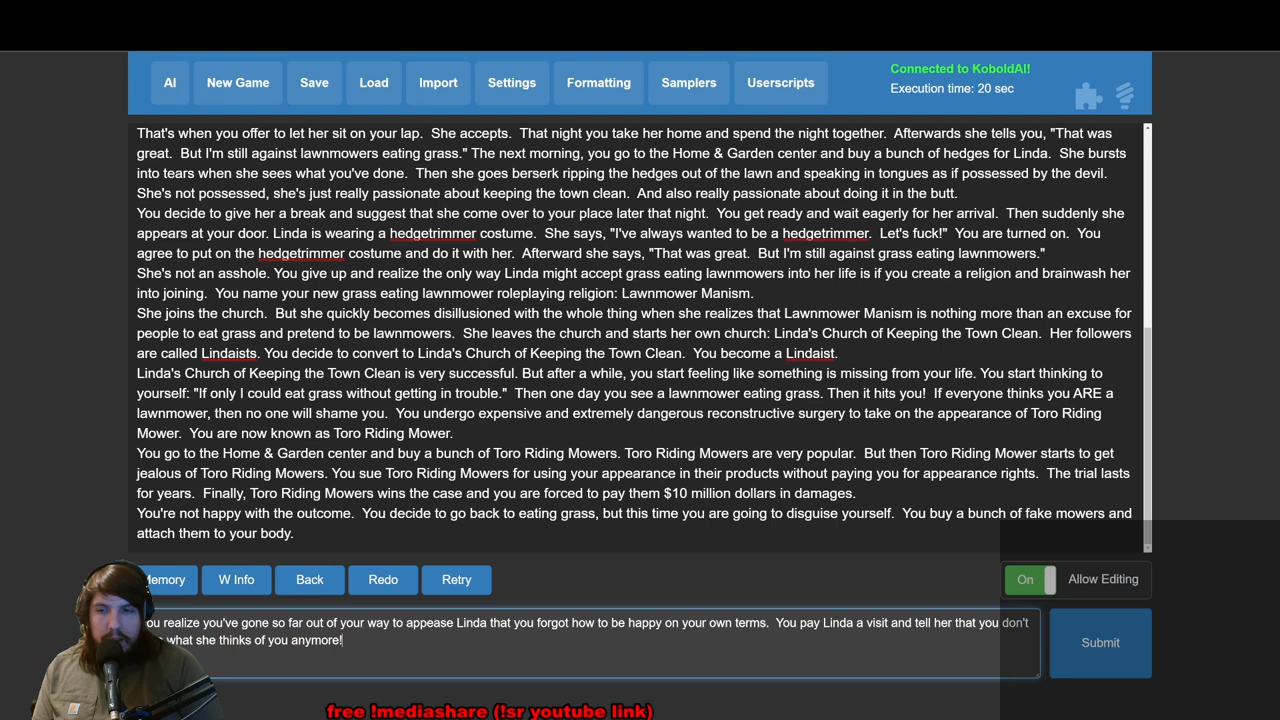 AI
New Game
Save
Load
Import
Settings
Formatting
Samplers
Userscripts
Connected to KoboldAI!
Execution time: 20 sec
That's when you offer to let her sit on your lap. She accepts. That night you take her home and spend the night together. Afterwards she tells you, "That was
great. But I'm still against lawnmowers eating grass." The next morning, you go to the Home & Garden center and buy a bunch of hedges for Linda. She bursts
into tears when she sees what you've done. Then she goes berserk ripping the hedges out of the lawn and speaking in tongues as if possessed by the devil.
She's not possessed, she's just really passionate about keeping the town clean. And also really passionate about doing it in the butt.
You decide to give her a break and suggest that she come over to your place later that night. You get ready and wait eagerly for her arrival. Then suddenly she
appears at your door. Linda is wearing a hedgetrimmer costume. She says, "I've always wanted to be a hedgetrimmer. Let's fuck!" You are turned on. You
agree to put on the hedgetrimmer costume and do it with her. Afterward she says, "That was great. But I'm still against grass eating lawnmowers."
She's not an asshole. You give up and realize the only way Linda might accept grass eating lawnmowers into her life is if you create a religion and brainwash her
into joining. You name your new grass eating lawnmower roleplaying religion: Lawnmower Manism.
She joins the church. But she quickly becomes disillusioned with the whole thing when she realizes that Lawnmower Manism is nothing more than an excuse for
people to eat grass and pretend to be lawnmowers. She leaves the church and starts her own church: Linda's Church of Keeping the Town Clean. Her followers
are called Lindaists. You decide to convert to Linda's Church of Keeping the Town Clean. You become a Lindaist.
Linda's Church of Keeping the Town Clean is very successful. But after a while, you start feeling like something is missing from your life. You start thinking to
yourself: "If only I could eat grass without getting in trouble." Then one day you see a lawnmower eating grass. Then it hits you! If everyone thinks you ARE a
lawnmower, then no one will shame you. You undergo expensive and extremely dangerous reconstructive surgery to take on the appearance of Toro Riding
Mower. You are now known as Toro Riding Mower.
You go to the Home & Garden center and buy a bunch of Toro Riding Mowers. Toro Riding Mowers are very popular. But then Toro Riding Mower starts to get
jealous of Toro Riding Mowers. You sue Toro Riding Mowers for using your appearance in their products without paying you for appearance rights. The trial lasts
for years. Finally, Toro Riding Mowers wins the case and you are forced to pay them $10 million dollars in damages.
You're not happy with the outcome. You decide to go back to eating grass, but this time you are going to disguise yourself. You buy a bunch of fake mowers and
attach them to your body.
Memory
W Info
Back
Redo
Retry
On
Allow Editing
ou realize you've gone so far out of your way to appease Linda that you forgot how to be happy on your own terms. You pay Linda a visit and tell her that you don't
what she thinks of you anymore!
Submit
free !mediashare (!sr youtube link)